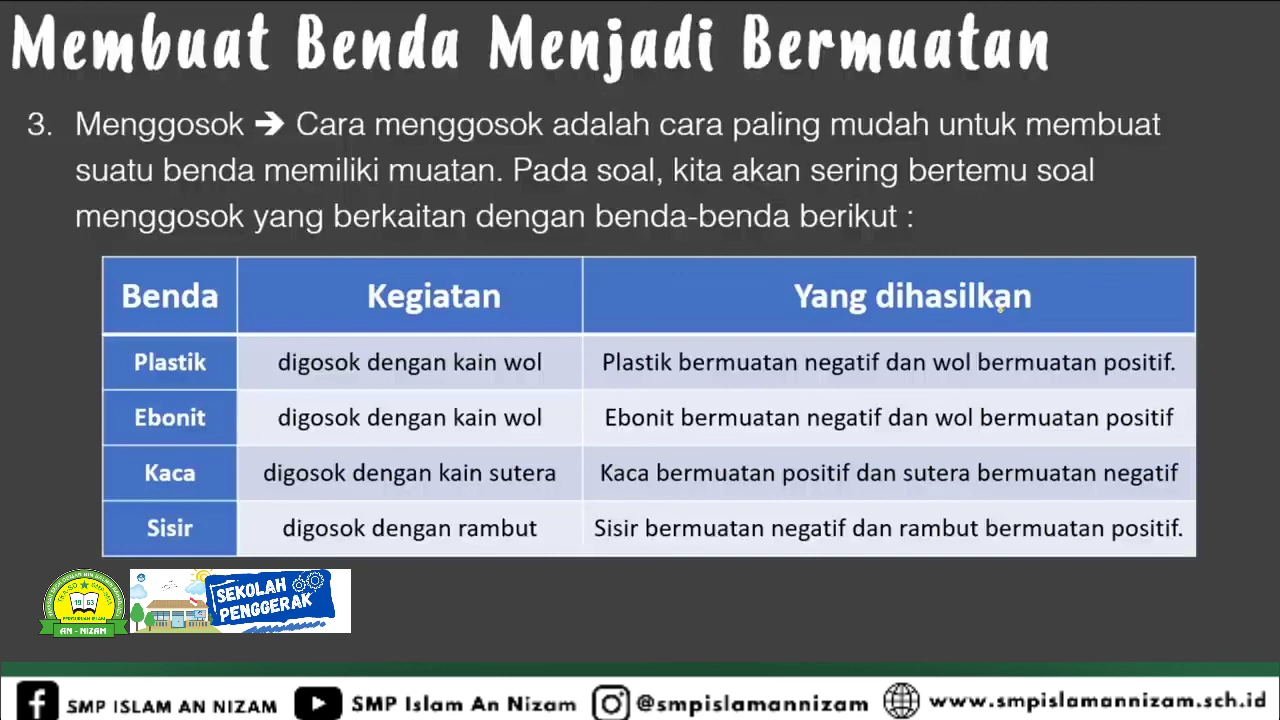 Membuat Benda Menjadi Bermuatan
3. Menggosok → Cara menggosok adalah cara paling mudah untuk membuat
suatu benda memiliki muatan. Pada soal, kita akan sering bertemu soal
menggosok yang berkaitan dengan benda-benda berikut :
Benda Kegiatan Yang dihasilkan
Plastik digosok dengan kain wol Plastik bermuatan negatif dan wol bermuatan positif.
Ebonit digosok dengan kain wol Ebonit bermuatan negatif dan wol bermuatan positif
Kaca digosok dengan kain sutera Kaca bermuatan positif dan sutera bermuatan negatif
Sisir digosok dengan rambut Sisir bermuatan negatif dan rambut bermuatan positif.
1963
AN - NIZAM
SEKOLAH
PENGGERAK
SMP ISLAM AN NIZAM SMP Islam An Nizam @smpislamannizam www.smpislamannizam.sch.id